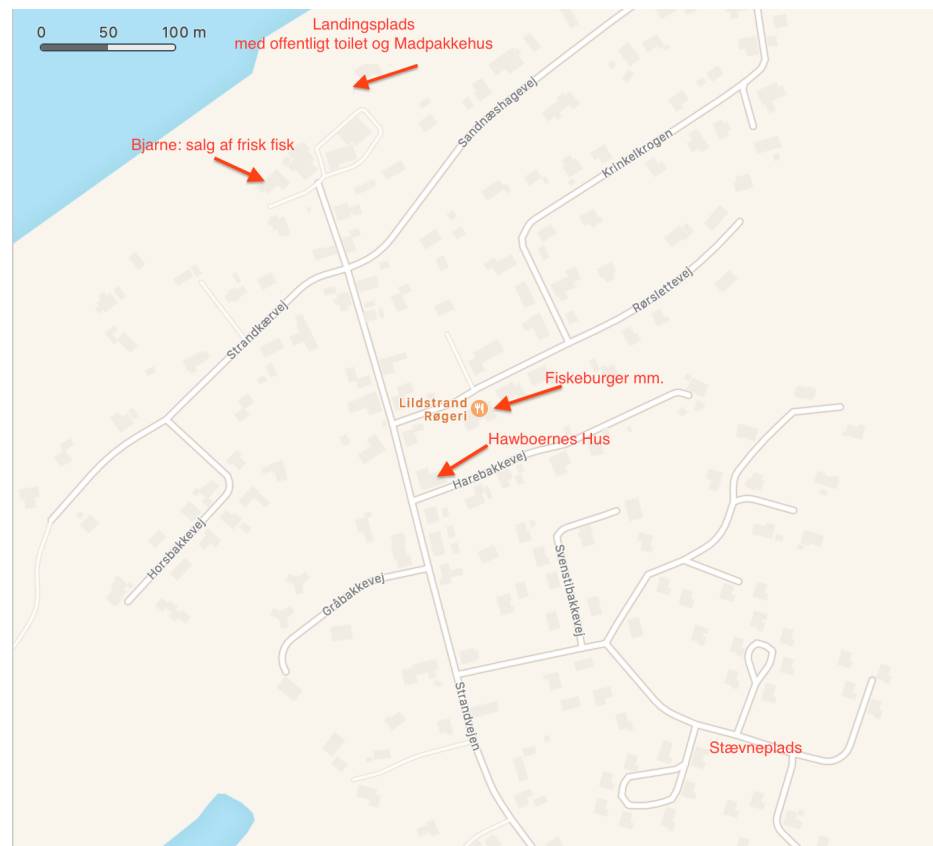 0 50 100 m
Landingsplads
med offentligt toilet og Madpakkehus
Sandnæshagevej
Bjarne: salg af frisk fisk
Krinkelkrogen
Rørslettevej
Strandkærvej
Fiskeburger mm.
Lildstrand
Røgeri
Hawboernes Hus
Harebakkevej
Horsbakkevej
Svenstibakkevej
Gråbakkevej
Strandvejen
Stævneplads